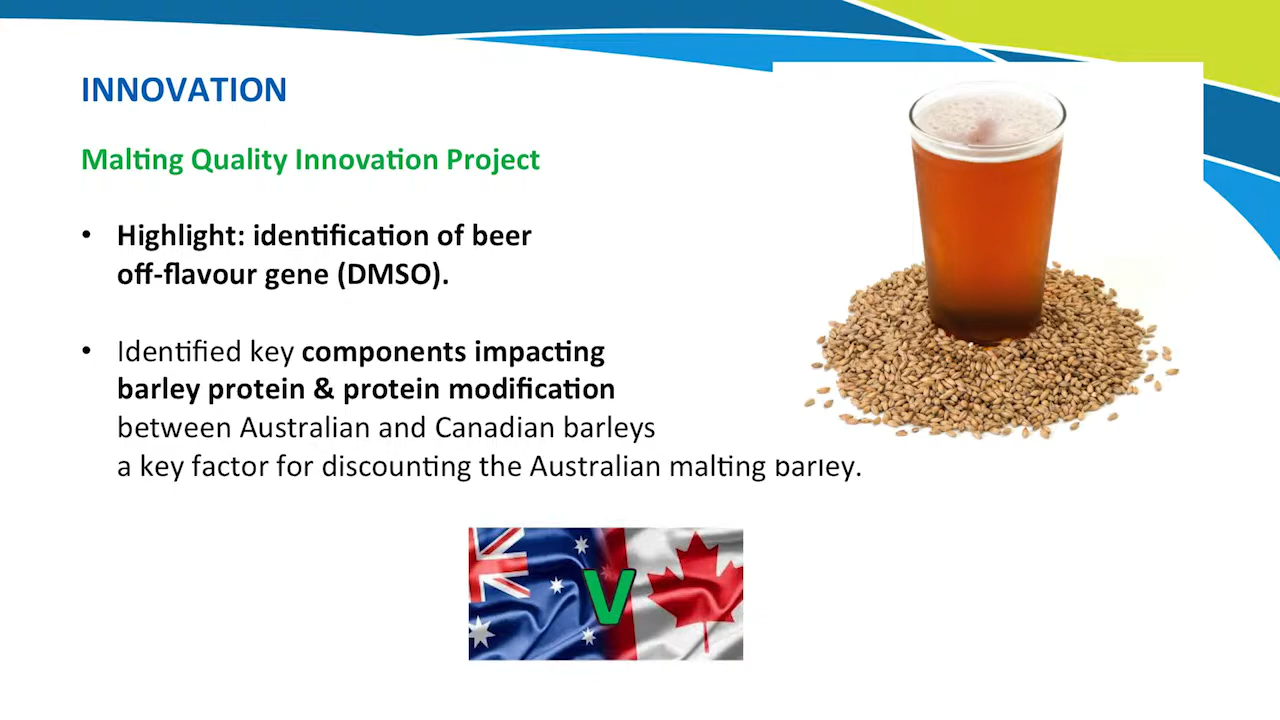 INNOVATION
Malting Quality Innovation Project
• Highlight: identification of beer
off-flavour gene (DMSO).
• Identified key components impacting
barley protein & protein modification
between Australian and Canadian barleys
a key factor for discounting the Australian malting barley.
V